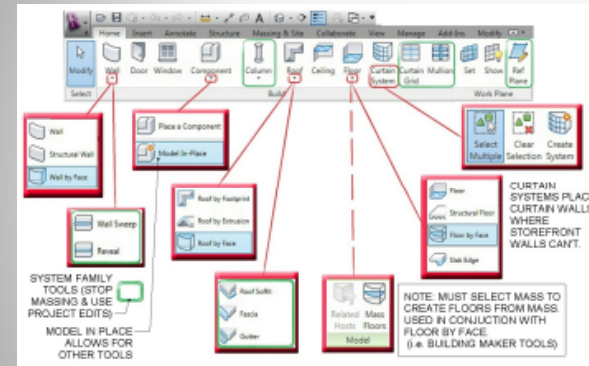 Home Insert Annotate Structure Massing & Site Collaborate View Manage Add-Ins Modify
Modify Wall Door Window Component Column Roof Ceiling Floor Curtain System Curtain Grid Mullion Set Show Ref Plane
Select Build Work Plane
Wall
Structural Wall
Wall by Face
Place a Component
Model In-Place
Select Multiple
Clear Selection
Create System
Wall Sweep
Reveal
Roof by Footprint
Roof by Extrusion
Roof by Face
Floor
Structural Floor
Floor by Face
Slab Edge
CURTAIN
SYSTEMS PLAC
CURTAIN WALLS
WHERE
STOREFRONT
WALLS CAN'T.
SYSTEM FAMILY
TOOLS (STOP
MASSING & USE
PROJECT EDITS)
MODEL IN PLACE
ALLOWS FOR
OTHER TOOLS
Roof Soffit
Fascia
Gutter
Related Hosts
Mass Floors
Model
NOTE: MUST SELECT MASS TO
CREATE FLOORS FROM MASS.
USED IN CONJUCTION WITH
FLOOR BY FACE.
(i.e. BUILDING MAKER TOOLS)